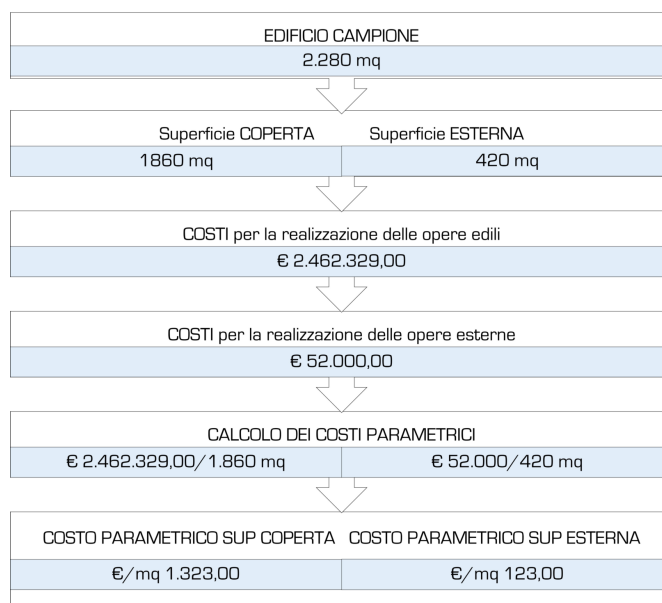 EDIFICIO CAMPIONE
2.280 mq
Superficie COPERTA Superficie ESTERNA
1860 mq 420 mq
COSTI per la realizzazione delle opere edili
€ 2.462.329,00
COSTI per la realizzazione delle opere esterne
€ 52.000,00
CALCOLO DEI COSTI PARAMETRICI
€ 2.462.329,00/1.860 mq € 52.000/420 mq
COSTO PARAMETRICO SUP COPERTA COSTO PARAMETRICO SUP ESTERNA
€/mq 1.323,00 €/mq 123,00